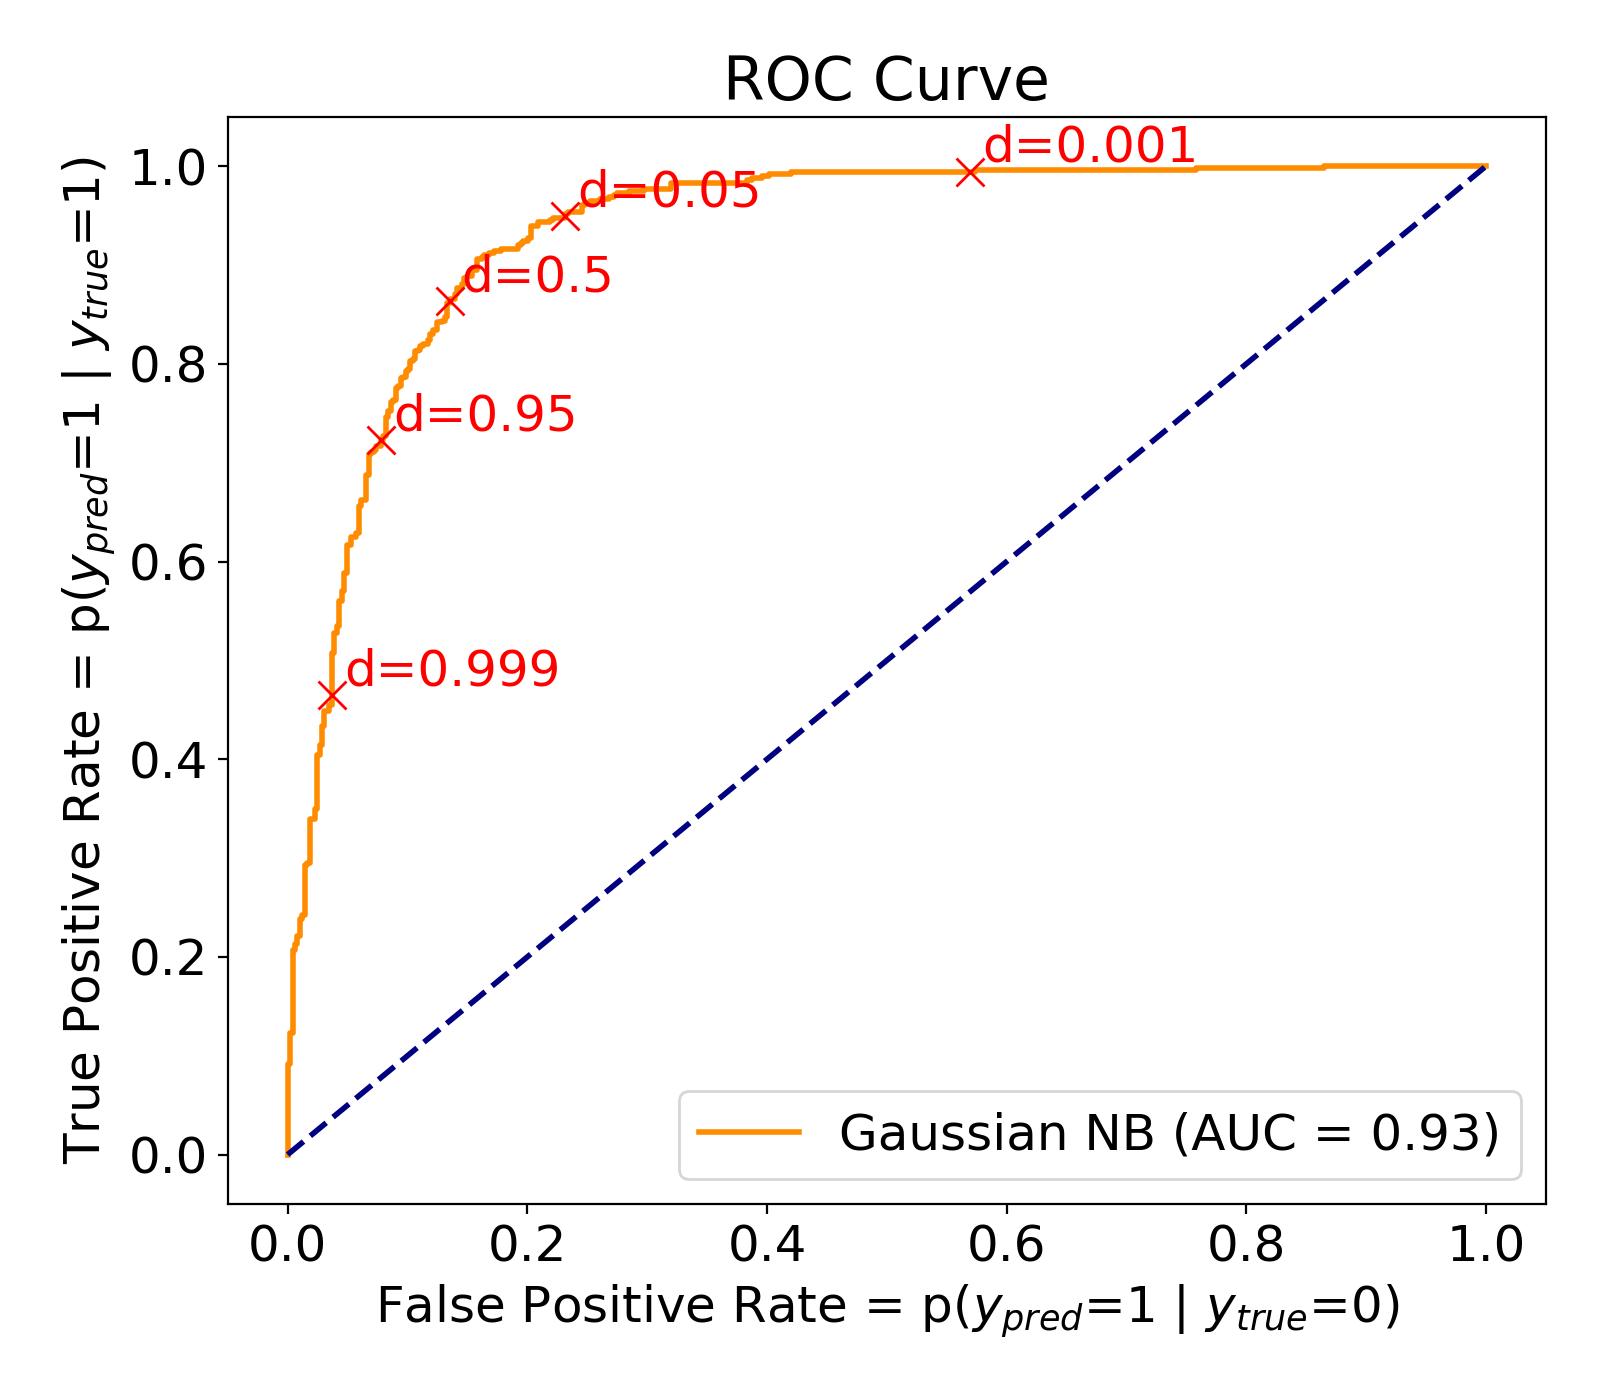 ROC Curve
True Positive Rate = p(y_pred=1 | y_true=1)
1.0
0.8
0.6
0.4
0.2
0.0
d=0.001
d=0.05
d=0.5
d=0.95
d=0.999
Gaussian NB (AUC = 0.93)
0.0 0.2 0.4 0.6 0.8 1.0
False Positive Rate = p(y_pred=1 | y_true=0)